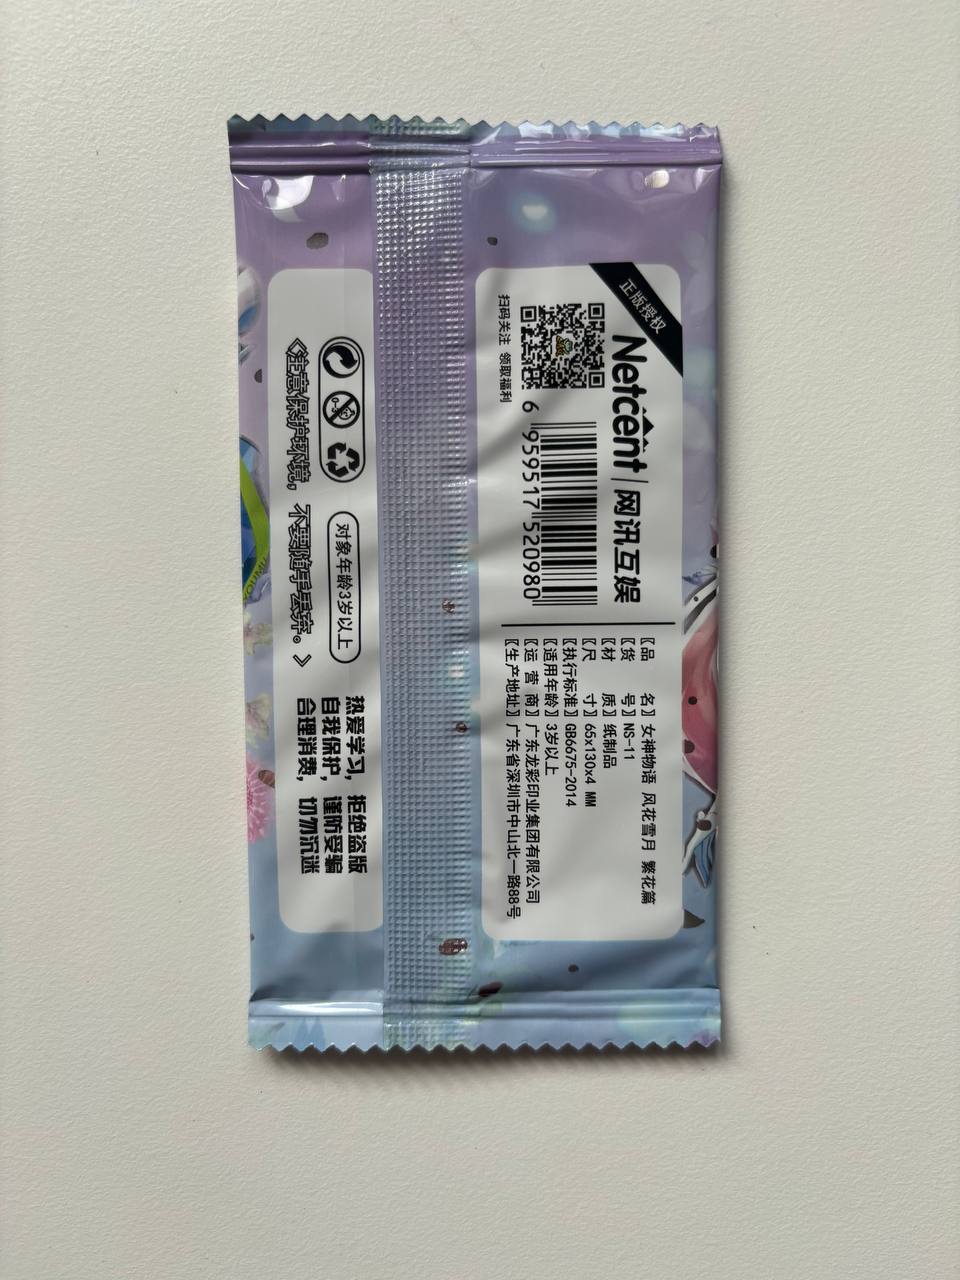 正版授权
Netcent | 网讯互娱
扫码关注 领取福利
6 959517 520980
【品 名】女神物语 风花雪月 繁花篇
【货 号】NS-11
【材 质】纸制品
【尺 寸】65x130x4 MM
【执行标准】GB6675-2014
【适用年龄】3岁以上
【运 营 商】广东龙彩印业集团有限公司
【生产地址】广东省深圳市中山北一路88号
热爱学习, 拒绝盗版
自我保护, 谨防受骗
合理消费, 切勿沉迷
0-3
对象年龄3岁以上
《注意保护环境, 不要随手丢弃。》
YOUMU